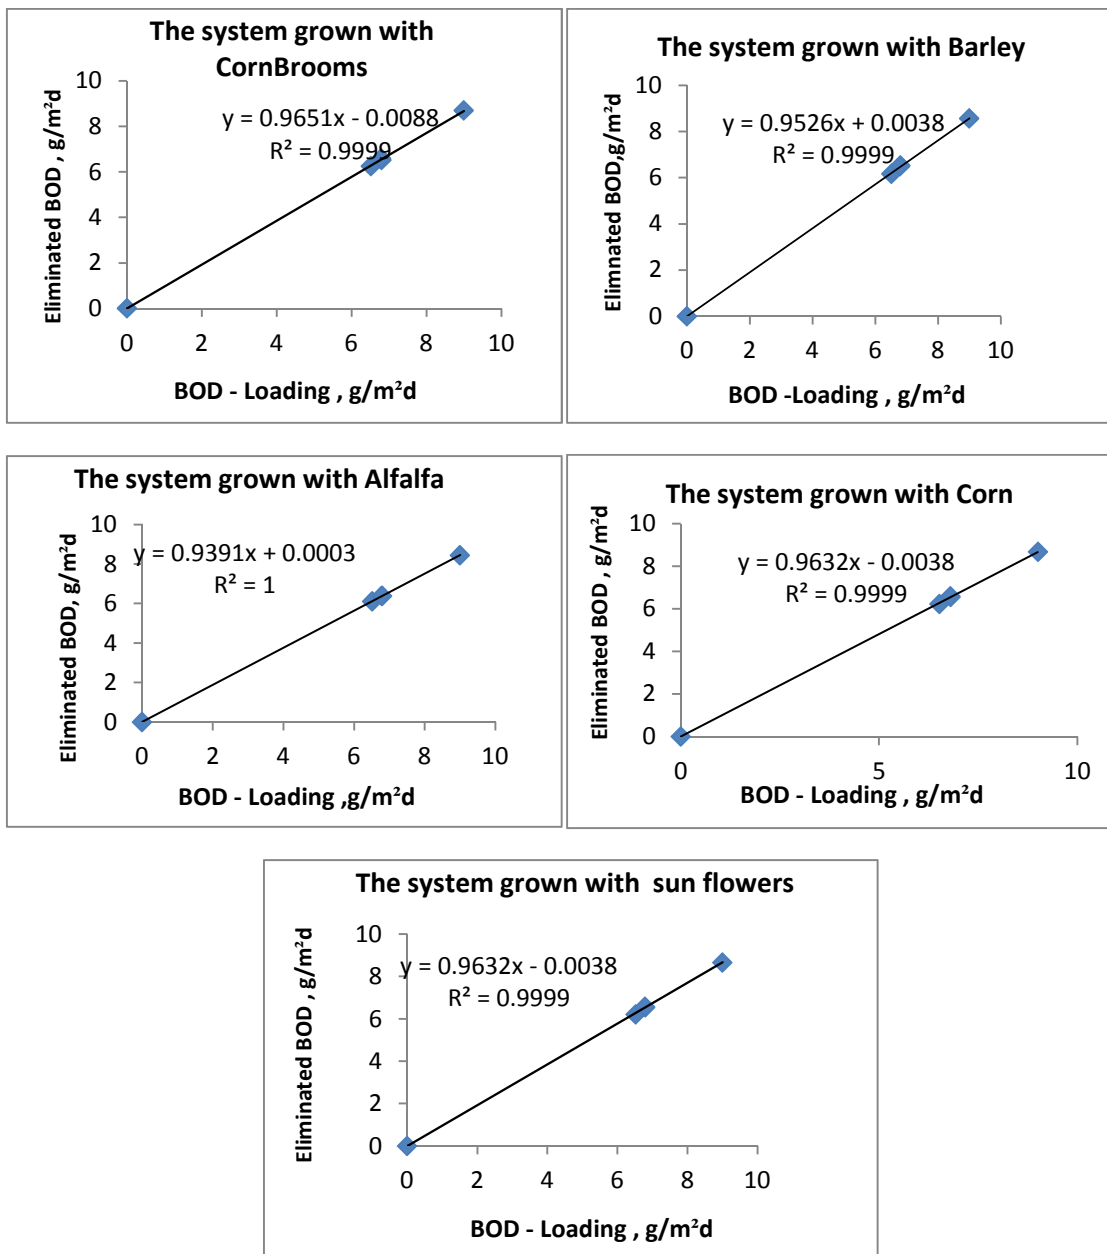 The system grown with
CornBrooms
y = 0.9651x - 0.0088
R² = 0.9999
Eliminated BOD , g/m²d
10
8
6
4
2
0
0 2 4 6 8 10
BOD - Loading , g/m²d
The system grown with Barley
y = 0.9526x + 0.0038
R² = 0.9999
Elimnated BOD,g/m²d
10
8
6
4
2
0
0 2 4 6 8 10
BOD -Loading , g/m²d
The system grown with Alfalfa
y = 0.9391x + 0.0003
R² = 1
Eliminated BOD, g/m²d
10
8
6
4
2
0
0 2 4 6 8 10
BOD - Loading ,g/m²d
The system grown with Corn
y = 0.9632x - 0.0038
R² = 0.9999
Eliminated BOD , g/m²d
10
8
6
4
2
0
0 5 10
BOD - Loading , g/m²d
The system grown with  sun flowers
y = 0.9632x - 0.0038
R² = 0.9999
Eliminated BOD , g/m²d
10
8
6
4
2
0
0 2 4 6 8 10
BOD - Loading , g/m²d